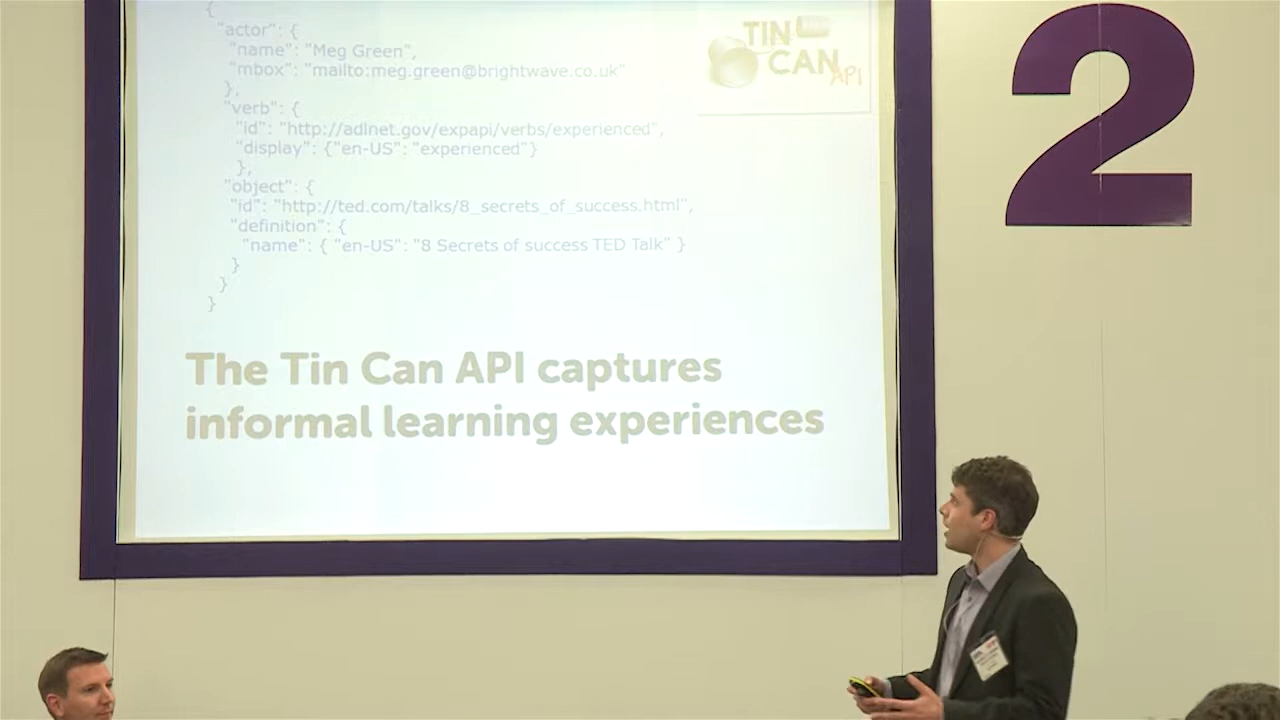 {
"actor": {
"name": "Meg Green",
"mbox": "mailto:meg.green@brightwave.co.uk"
},
"verb": {
"id": "http://adlnet.gov/expapi/verbs/experienced",
"display": {"en-US": "experienced"}
},
"object": {
"id": "http://ted.com/talks/8_secrets_of_success.html",
"definition": {
"name": { "en-US": "8 Secrets of success TED Talk" }
}
}
}
TIN
CAN
API
The Tin Can API captures
informal learning experiences
2